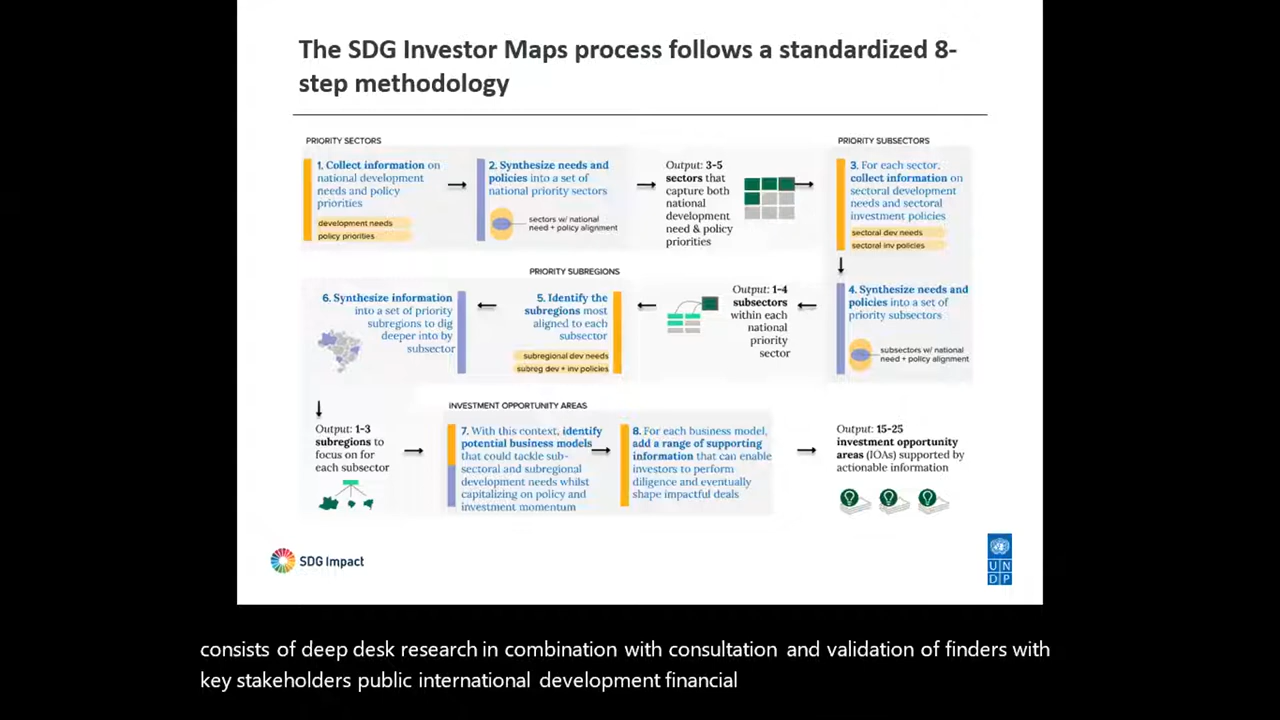 The SDG Investor Maps process follows a standardized 8-
step methodology
PRIORITY SECTORS
1. Collect information on
national development
needs and policy
priorities
development needs
policy priorities
2. Synthesize needs and
policies into a set of
national priority sectors
sectors w/ national
need + policy alignment
Output: 3-5
sectors that
capture both
national
development
need & policy
priorities
PRIORITY SUBSECTORS
3. For each sector,
collect information on
sectoral development
needs and sectoral
investment policies
sectoral dev needs
sectoral inv policies
4. Synthesize needs and
policies into a set of
priority subsectors
subsectors w/ national
need + policy alignment
Output: 1-4
subsectors
within each
national
priority
sector
PRIORITY SUBREGIONS
5. Identify the
subregions most
aligned to each
subsector
subregional dev needs
subreg dev + inv policies
6. Synthesize information
into a set of priority
subregions to dig
deeper into by
subsector
Output: 1-3
subregions to
focus on for
each subsector
INVESTMENT OPPORTUNITY AREAS
7. With this context, identify
potential business models
that could tackle sub-
sectoral and subregional
development needs whilst
capitalizing on policy and
investment momentum
8. For each business model,
add a range of supporting
information that can enable
investors to perform
diligence and eventually
shape impactful deals
Output: 15-25
investment opportunity
areas (IOAs) supported by
actionable information
SDG Impact
U N
D P
consists of deep desk research in combination with consultation and validation of finders with
key stakeholders public international development financial